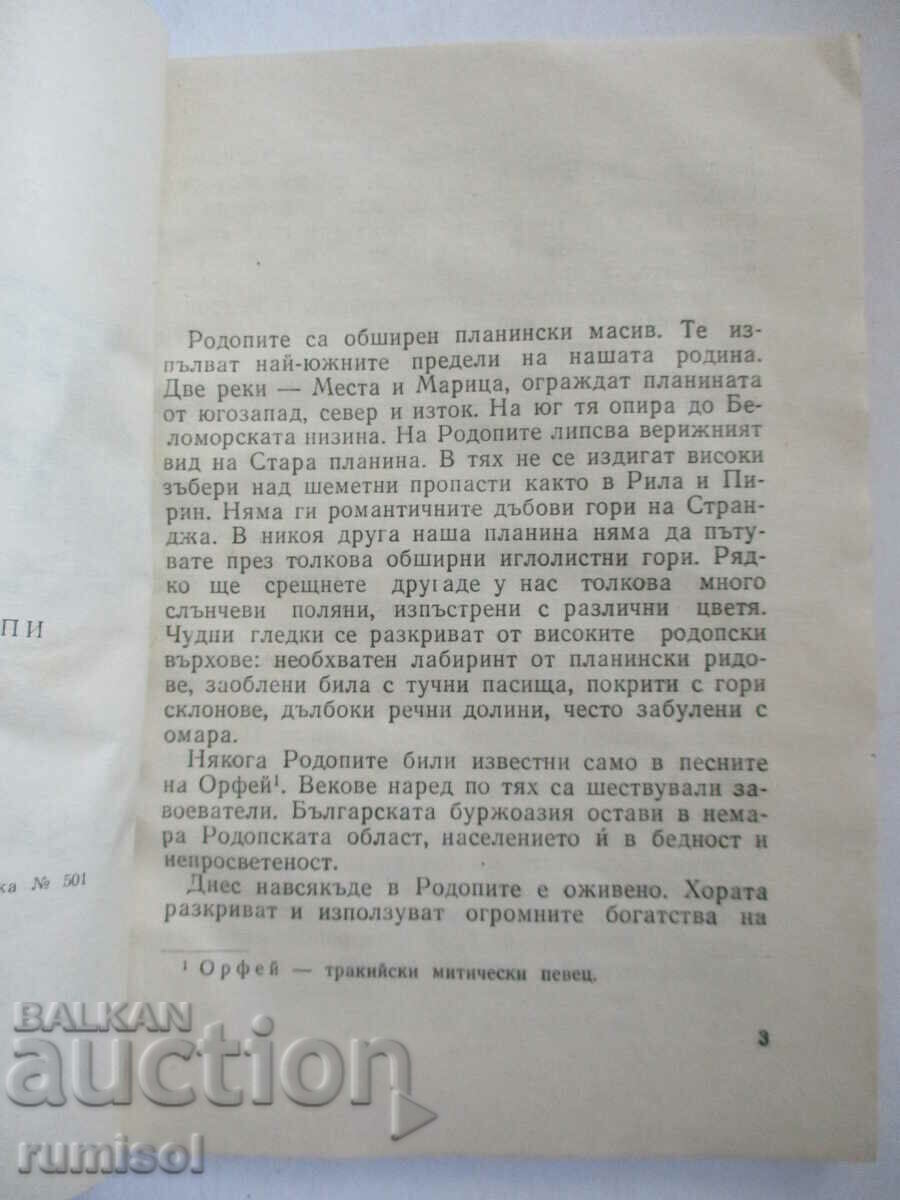 Родопите са обширен планински масив. Те из-
пълват най-южните предели на нашата родина.
Две реки — Места и Марица, ограждат планината
от югозапад, север и изток. На юг тя опира до Бе-
ломорската низина. На Родопите липсва верижният
вид на Стара планина. В тях не се издигат високи
зъбери над шеметни пропасти както в Рила и Пи-
рин. Няма ги романтичните дъбови гори на Стран-
джа. В никоя друга наша планина няма да пъту-
вате през толкова обширни иглолистни гори. Ряд-
ко ще срещнете другаде у нас толкова много
слънчеви поляни, изпъстрени с различни цветя.
Чудни гледки се разкриват от високите родопски
върхове: необхватен лабиринт от планински ридо-
ве, заоблени била с тучни пасища, покрити с гори
склонове, дълбоки речни долини, често забулени с
омара.
Някога Родопите били известни само в песните
на Орфей¹. Векове наред по тях са шествували за-
воеватели. Българската буржоазия остави в нема-
ра Родопската област, населението ѝ в бедност и
непросветеност.
Днес навсякъде в Родопите е оживено. Хората
разкриват и използуват огромните богатства на
¹ Орфей — тракийски митически певец.
3
ПИ
ка № 501
BALKAN
auction
rumisol